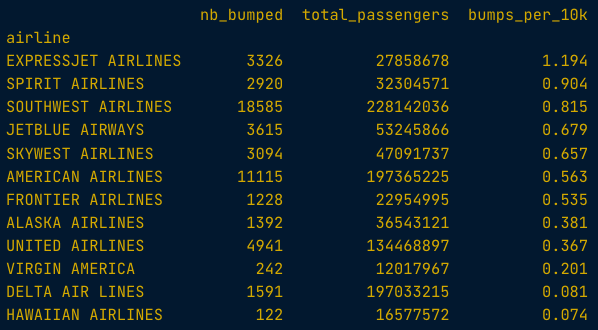 nb_bumped total_passengers bumps_per_10k
airline
EXPRESSJET AIRLINES 3326 27858678 1.194
SPIRIT AIRLINES 2920 32304571 0.904
SOUTHWEST AIRLINES 18585 228142036 0.815
JETBLUE AIRWAYS 3615 53245866 0.679
SKYWEST AIRLINES 3094 47091737 0.657
AMERICAN AIRLINES 11115 197365225 0.563
FRONTIER AIRLINES 1228 22954995 0.535
ALASKA AIRLINES 1392 36543121 0.381
UNITED AIRLINES 4941 134468897 0.367
VIRGIN AMERICA 242 12017967 0.201
DELTA AIR LINES 1591 197033215 0.081
HAWAIIAN AIRLINES 122 16577572 0.074